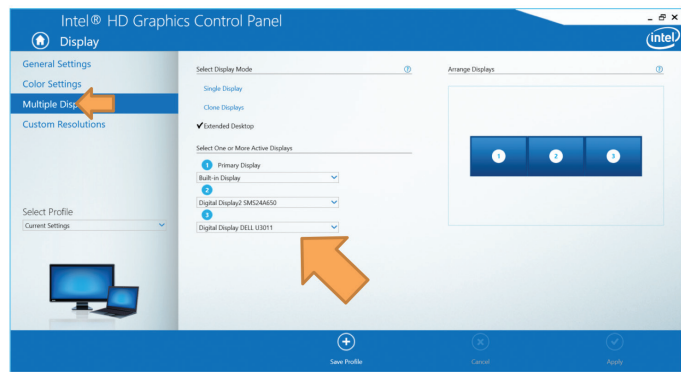 Intel® HD Graphics Control Panel
Display
intel
General Settings
Color Settings
Multiple Disp
Custom Resolutions
Select Profile
Current Settings
Select Display Mode
Single Display
Clone Displays
Extended Desktop
Select One or More Active Displays
1 Primary Display
Built-in Display
2
Digital Display2 SMS24A650
3
Digital Display DELL U3011
Arrange Displays
1 2 3
Save Profile
Cancel
Apply